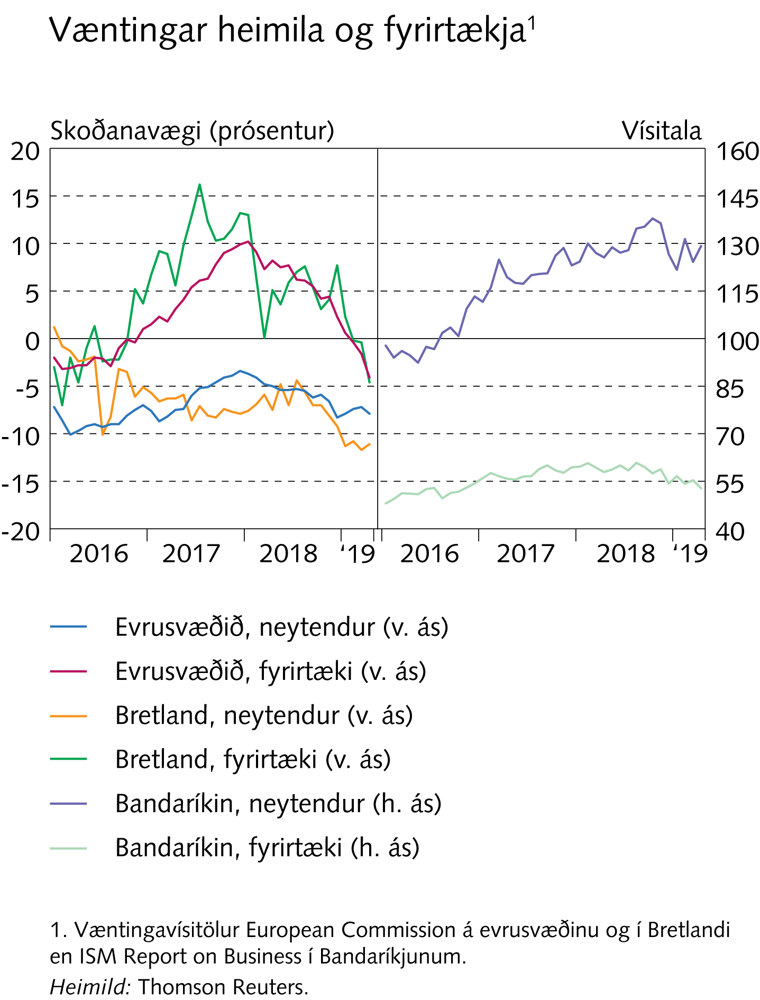 Væntingar heimila og fyrirtækja¹
Skoðanavægi (prósentur)
Vísitala
20
15
10
5
0
-5
-10
-15
-20
160
145
130
115
100
85
70
55
40
2016 2017 2018 ‘19 2016 2017 2018 ‘19
Evrusvæðið, neytendur (v. ás)
Evrusvæðið, fyrirtæki (v. ás)
Bretland, neytendur (v. ás)
Bretland, fyrirtæki (v. ás)
Bandaríkin, neytendur (h. ás)
Bandaríkin, fyrirtæki (h. ás)
1. Væntingavísitölur European Commission á evrusvæðinu og í Bretlandi
en ISM Report on Business í Bandaríkjunum.
Heimild: Thomson Reuters.